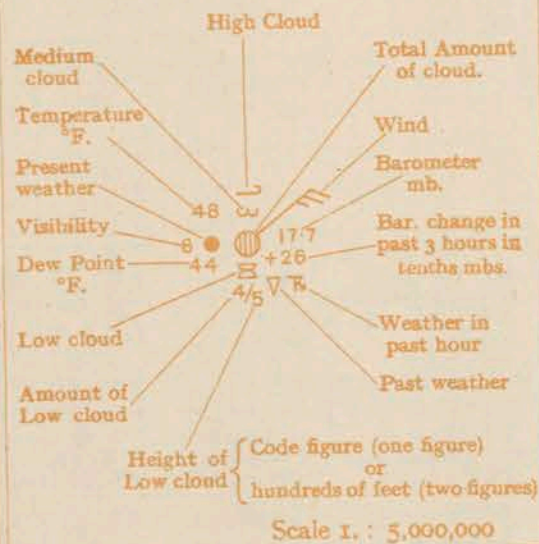 High Cloud
Medium
cloud
Total Amount
of cloud.
Temperature
°F.
Wind
Present
weather
Barometer
mb.
48
Visibility
6
17.7
Bar. change in
past 3 hours in
tenths mbs.
Dew Point
°F.
44
+26
4/5
Low cloud
Weather in
past hour
Amount of
Low cloud
Past weather
Height of
Low cloud
Code figure (one figure)
or
hundreds of feet (two figures)
Scale 1. : 5,000,000